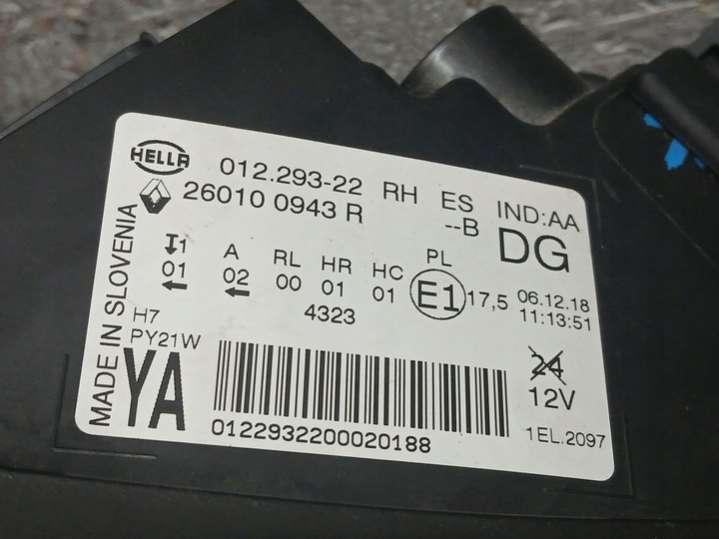 HELLA 012.293-22 RH ES IND:AA
26010 0943 R --B DG
1 A RL HR HC PL
01 02 00 01 01 E1 17,5 06.12.18
4323 11:13:51
H7
PY21W
MADE IN SLOVENIA
YA
24
12V
0122932200020188
1EL.2097